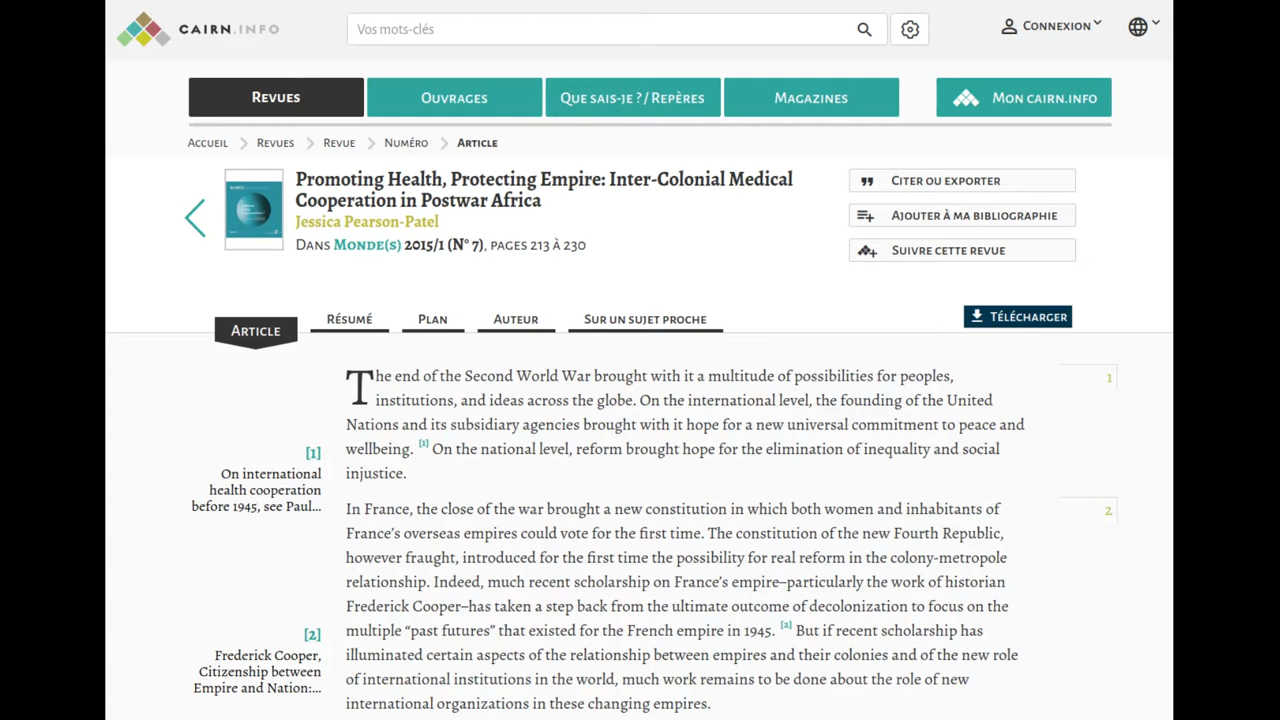 CAIRN.INFO
Vos mots-clés
Connexion
Revues
Ouvrages
Que sais-je ? / Repères
Magazines
Mon cairn.info
Accueil
Revues
Revue
Numéro
Article
Promoting Health, Protecting Empire: Inter-Colonial Medical
Cooperation in Postwar Africa
Jessica Pearson-Patel
Dans Monde(s) 2015/1 (N° 7), pages 213 à 230
Citer ou exporter
Ajouter à ma bibliographie
Suivre cette revue
Article
Résumé
Plan
Auteur
Sur un sujet proche
Télécharger
The end of the Second World War brought with it a multitude of possibilities for peoples,
institutions, and ideas across the globe. On the international level, the founding of the United
Nations and its subsidiary agencies brought with it hope for a new universal commitment to peace and
wellbeing. [1] On the national level, reform brought hope for the elimination of inequality and social
injustice.
1
[1]
On international
health cooperation
before 1945, see Paul...
In France, the close of the war brought a new constitution in which both women and inhabitants of
France's overseas empires could vote for the first time. The constitution of the new Fourth Republic,
however fraught, introduced for the first time the possibility for real reform in the colony-metropole
relationship. Indeed, much recent scholarship on France's empire–particularly the work of historian
Frederick Cooper–has taken a step back from the ultimate outcome of decolonization to focus on the
multiple “past futures” that existed for the French empire in 1945. [2] But if recent scholarship has
illuminated certain aspects of the relationship between empires and their colonies and of the new role
of international institutions in the world, much work remains to be done about the role of new
international organizations in these changing empires.
2
[2]
Frederick Cooper,
Citizenship between
Empire and Nation:...